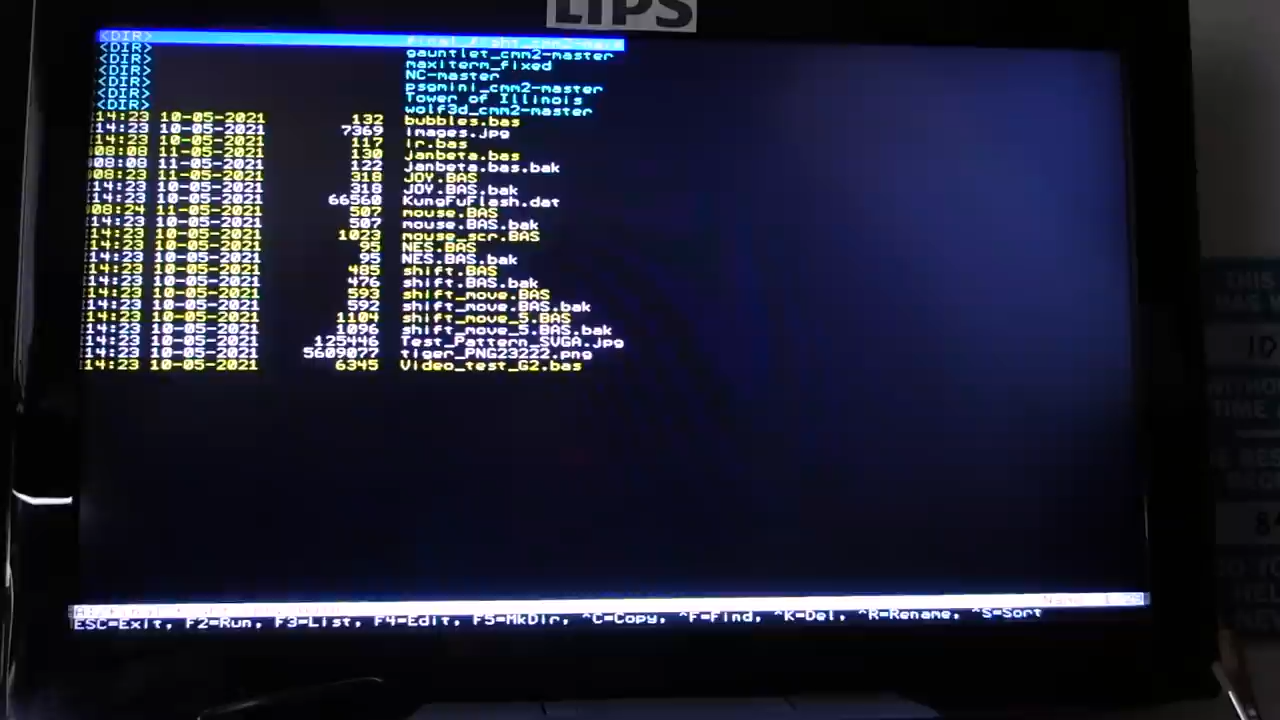 LIPS
<DIR> final_fight_cmm2-main
<DIR> gauntlet_cmm2-master
<DIR> maxiterm_fixed
<DIR> NC-master
<DIR> psgmini_cmm2-master
<DIR> Tower of Illinois
<DIR> wolf3d_cmm2-master
14:23 10-05-2021 132 bubbles.bas
14:23 10-05-2021 7369 images.jpg
14:23 10-05-2021 117 ir.bas
08:08 11-05-2021 130 janbeta.bas
08:08 11-05-2021 122 janbeta.bas.bak
08:23 11-05-2021 318 JOY.BAS
14:23 10-05-2021 318 JOY.BAS.bak
14:23 10-05-2021 66560 KungFuFlash.dat
08:24 11-05-2021 507 mouse.BAS
14:23 10-05-2021 507 mouse.BAS.bak
14:23 10-05-2021 1023 mouse_scr.BAS
14:23 10-05-2021 95 NES.BAS
14:23 10-05-2021 95 NES.BAS.bak
14:23 10-05-2021 485 shift.BAS
14:23 10-05-2021 476 shift.BAS.bak
14:23 10-05-2021 593 shift_move.BAS
14:23 10-05-2021 592 shift_move.BAS.bak
14:23 10-05-2021 1104 shift_move_5.BAS
14:23 10-05-2021 1096 shift_move_5.BAS.bak
14:23 10-05-2021 125446 Test_Pattern_SVGA.jpg
14:23 10-05-2021 5609077 tiger_PNG23222.png
14:23 10-05-2021 6345 Video_test_G2.bas
ESC=Exit, F2=Run, F3=List, F4=Edit, F5=MkDir, ^C=Copy, ^F=Find, ^K=Del, ^R=Rename, ^S=Sort
THIS
TIME